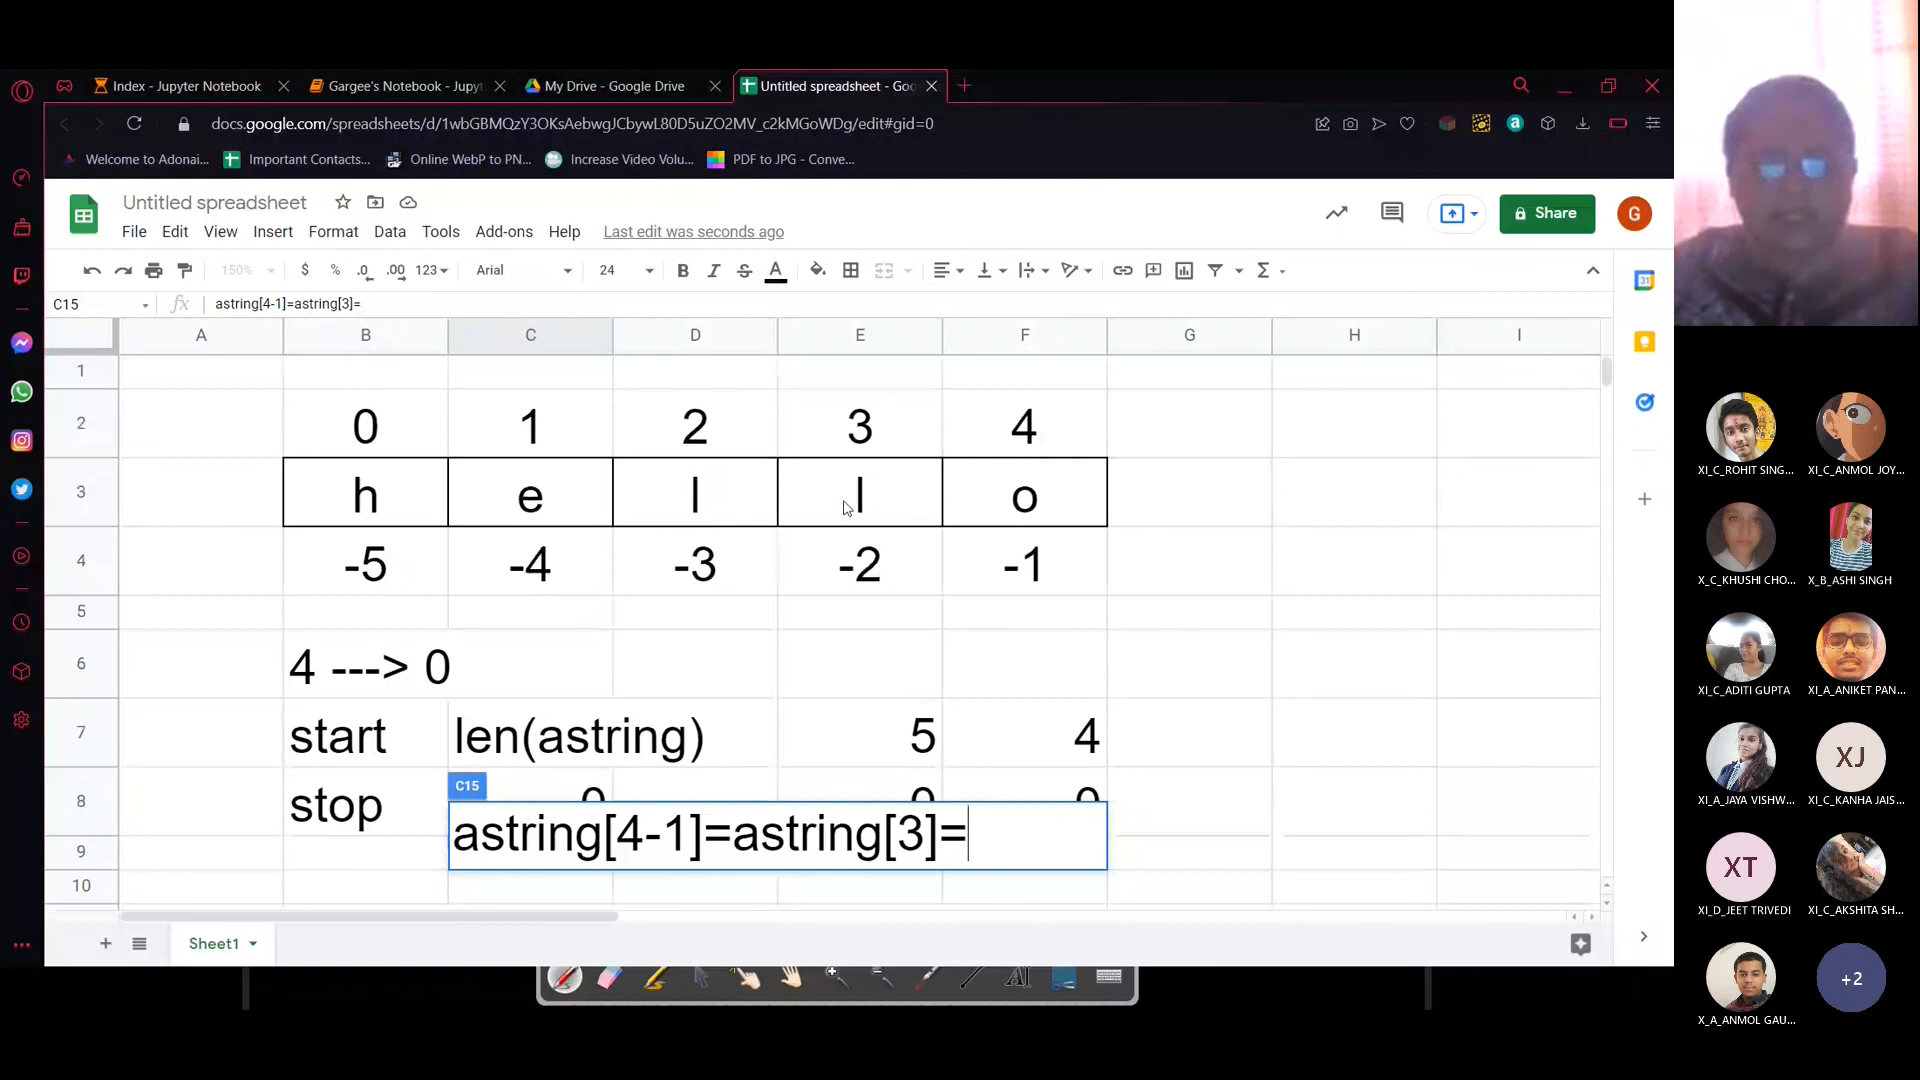 Index - Jupyter Notebook
Gargee's Notebook - Jupyt
My Drive - Google Drive
Untitled spreadsheet - Goo
docs.google.com/spreadsheets/d/1wbGBMQzY3OKsAebwgJCbywL80D5uZO2MV_c2kMGoWDg/edit#gid=0
Welcome to Adonai...
Important Contacts...
Online WebP to PN...
Increase Video Volu...
PDF to JPG - Conve...
Untitled spreadsheet
Share
G
File Edit View Insert Format Data Tools Add-ons Help Last edit was seconds ago
150% $ % .0 .00 123 Arial 24 B I S A Σ
C15 fx astring[4-1]=astring[3]=
A B C D E F G H I
1
2 0 1 2 3 4
3 h e l l o
4 -5 -4 -3 -2 -1
5
6 4 ---> 0
7 start len(astring) 5 4
C15
8 stop 0 0 0
astring[4-1]=astring[3]=
9
10
Sheet1
XI_C_ROHIT SING...
XI_C_ANMOL JOY...
X_C_KHUSHI CHO...
X_B_ASHI SINGH
XI_C_ADITI GUPTA
XI_A_ANIKET PAN...
XJ
XI_A_JAYA VISHW...
XI_C_KANHA JAIS...
XT
XI_D_JEET TRIVEDI
XI_C_AKSHITA SH...
+2
X_A_ANMOL GAU...